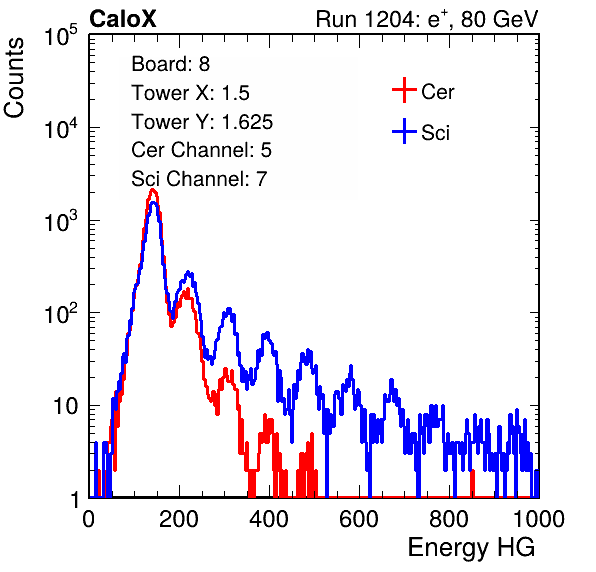 CaloX Run 1204: e⁺, 80 GeV
Counts
Board: 8
Tower X: 1.5
Tower Y: 1.625
Cer Channel: 5
Sci Channel: 7
Cer
Sci
10⁵
10⁴
10³
10²
10
1
0 200 400 600 800 1000
Energy HG